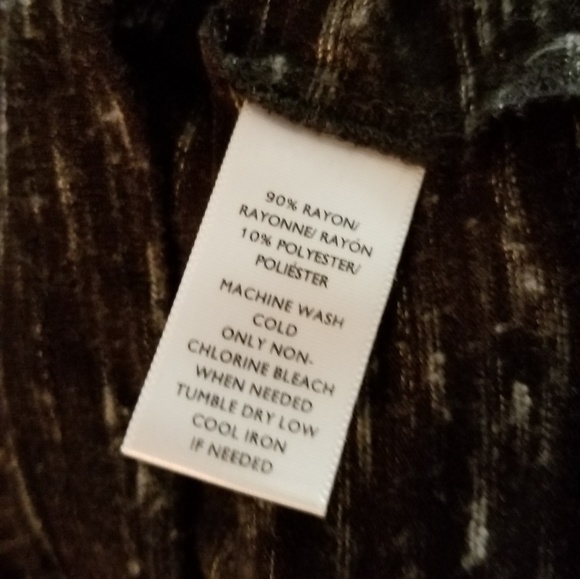 90% RAYON/
RAYONNE/ RAYÓN
10% POLYESTER/
POLIÉSTER
MACHINE WASH
COLD
ONLY NON-
CHLORINE BLEACH
WHEN NEEDED
TUMBLE DRY LOW
COOL IRON
IF NEEDED